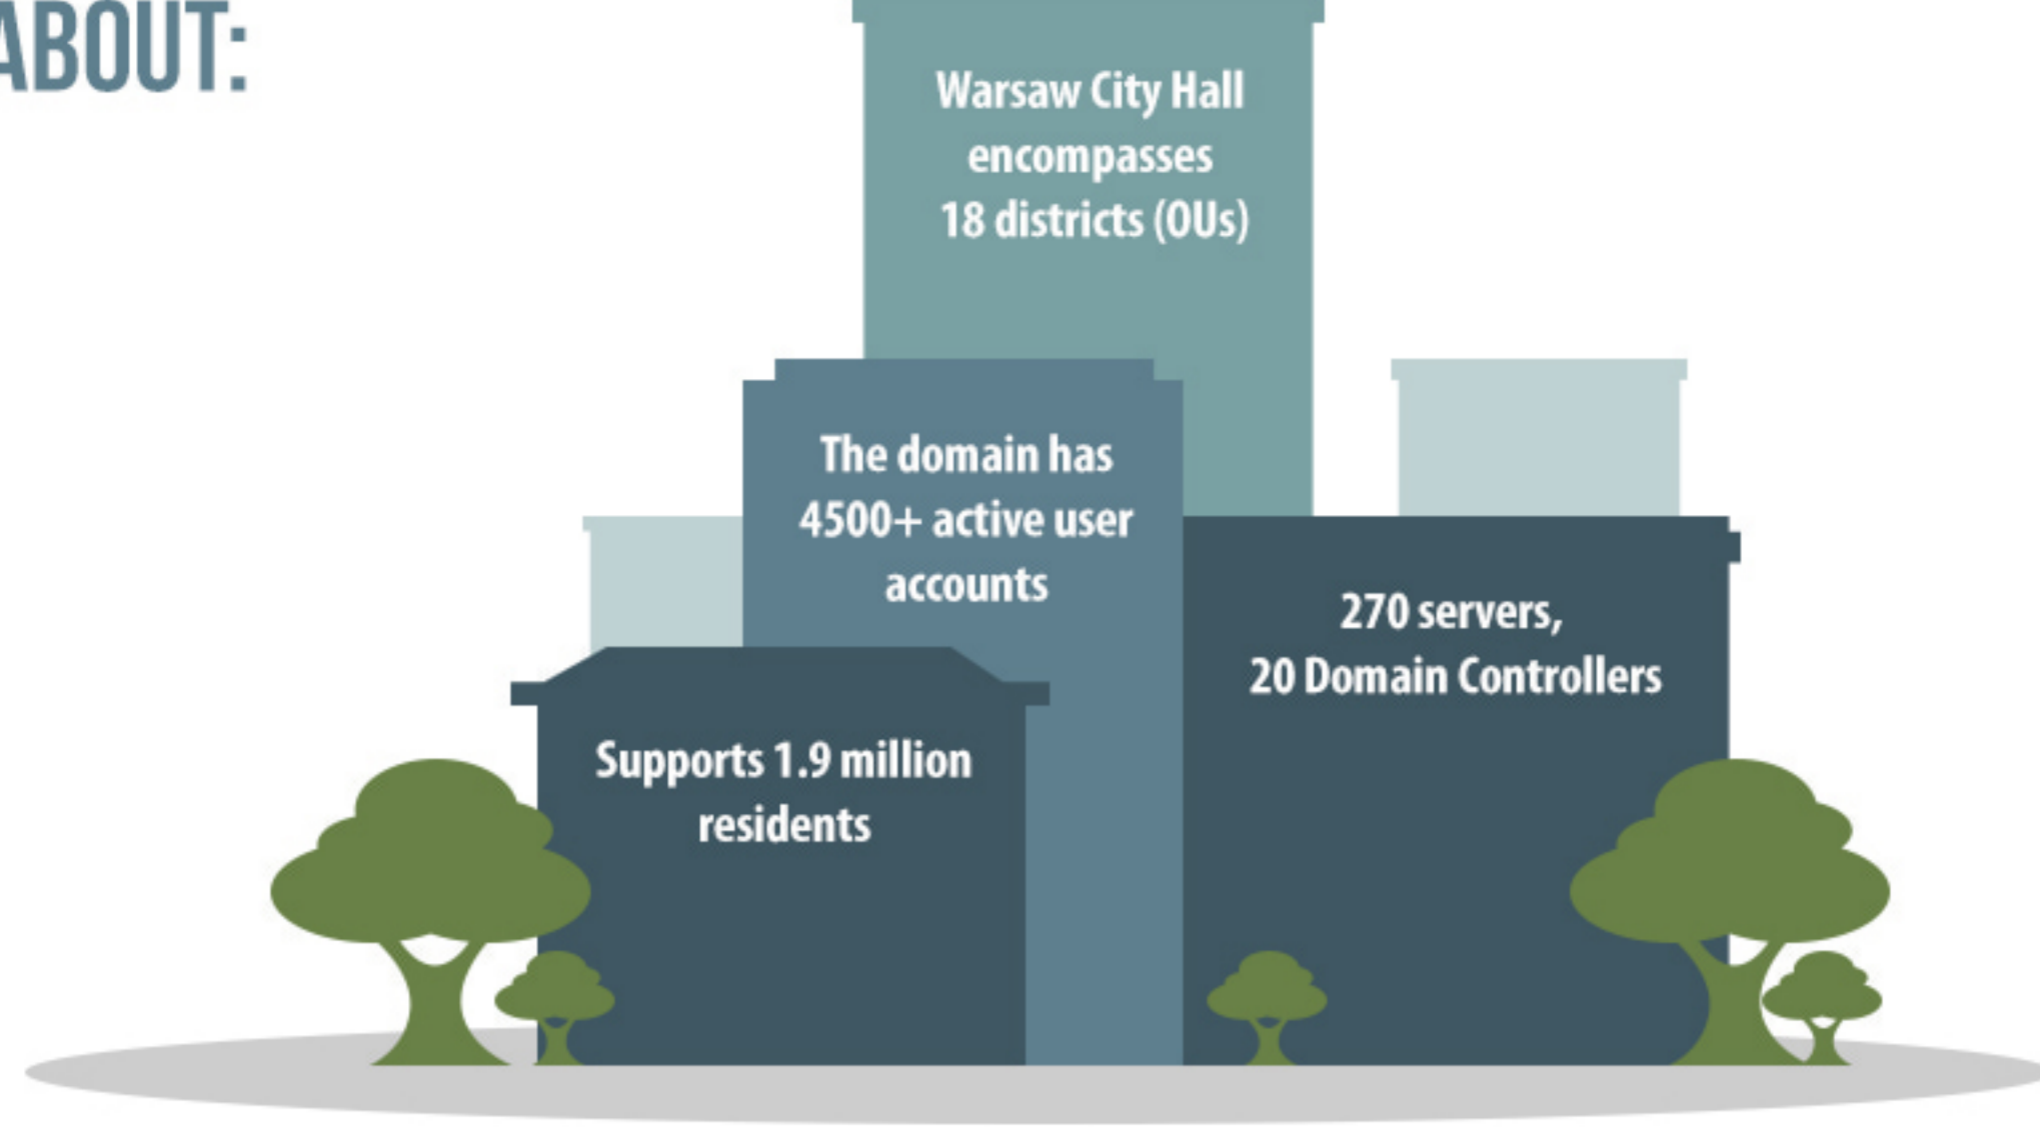 ABOUT:
Warsaw City Hall
encompasses
18 districts (OUs)
The domain has
4500+ active user
accounts
270 servers,
20 Domain Controllers
Supports 1.9 million
residents